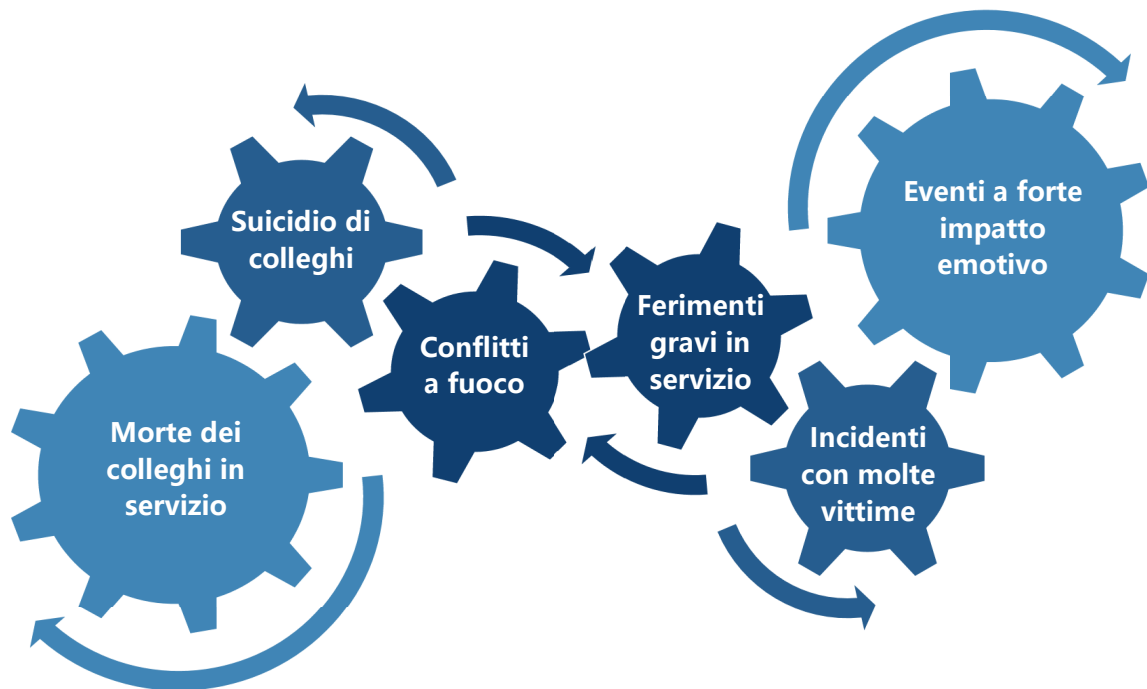 Suicidio di
colleghi
Eventi a forte
impatto
emotivo
Conflitti
a fuoco
Ferimenti
gravi in
servizio
Morte dei
colleghi in
servizio
Incidenti
con molte
vittime